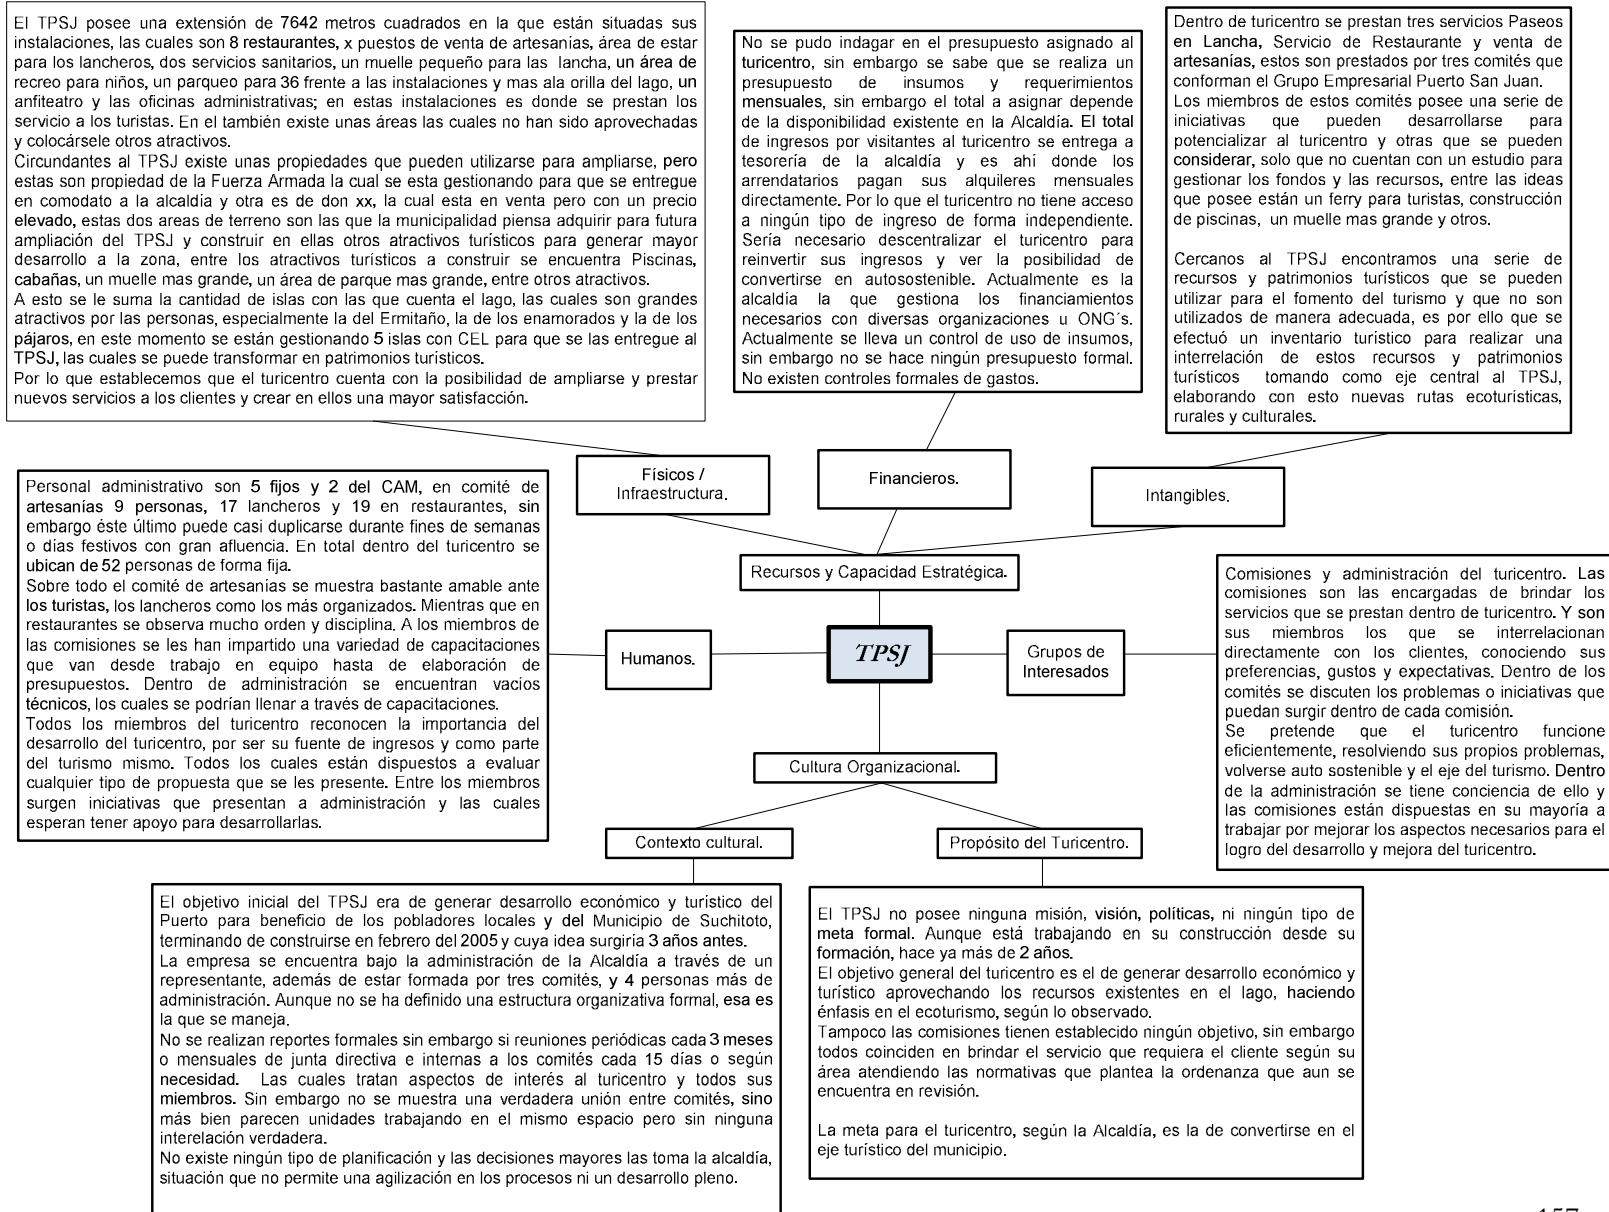 El TPSJ posee una extensión de 7642 metros cuadrados en la que están situadas sus
instalaciones, las cuales son 8 restaurantes, x puestos de venta de artesanías, área de estar
para los lancheros, dos servicios sanitarios, un muelle pequeño para las lancha, un área de
recreo para niños, un parqueo para 36 frente a las instalaciones y mas ala orilla del lago, un
anfiteatro y las oficinas administrativas; en estas instalaciones es donde se prestan los
servicio a los turistas. En el también existe unas áreas las cuales no han sido aprovechadas
y colocársele otros atractivos.
Circundantes al TPSJ existe unas propiedades que pueden utilizarse para ampliarse, pero
estas son propiedad de la Fuerza Armada la cual se esta gestionando para que se entregue
en comodato a la alcaldía y otra es de don xx, la cual esta en venta pero con un precio
elevado, estas dos areas de terreno son las que la municipalidad piensa adquirir para futura
ampliación del TPSJ y construir en ellas otros atractivos turísticos para generar mayor
desarrollo a la zona, entre los atractivos turísticos a construir se encuentra Piscinas,
cabañas, un muelle mas grande, un área de parque mas grande, entre otros atractivos.
A esto se le suma la cantidad de islas con las que cuenta el lago, las cuales son grandes
atractivos por las personas, especialmente la del Ermitaño, la de los enamorados y la de los
pájaros, en este momento se están gestionando 5 islas con CEL para que se las entregue al
TPSJ, las cuales se puede transformar en patrimonios turísticos.
Por lo que establecemos que el turicentro cuenta con la posibilidad de ampliarse y prestar
nuevos servicios a los clientes y crear en ellos una mayor satisfacción.
No se pudo indagar en el presupuesto asignado al
turicentro, sin embargo se sabe que se realiza un
presupuesto de insumos y requerimientos
mensuales, sin embargo el total a asignar depende
de la disponibilidad existente en la Alcaldía. El total
de ingresos por visitantes al turicentro se entrega a
tesorería de la alcaldía y es ahí donde los
arrendatarios pagan sus alquileres mensuales
directamente. Por lo que el turicentro no tiene acceso
a ningún tipo de ingreso de forma independiente.
Sería necesario descentralizar el turicentro para
reinvertir sus ingresos y ver la posibilidad de
convertirse en autosostenible. Actualmente es la
alcaldía la que gestiona los financiamientos
necesarios con diversas organizaciones u ONG´s.
Actualmente se lleva un control de uso de insumos,
sin embargo no se hace ningún presupuesto formal.
No existen controles formales de gastos.
Dentro de turicentro se prestan tres servicios Paseos
en Lancha, Servicio de Restaurante y venta de
artesanías, estos son prestados por tres comités que
conforman el Grupo Empresarial Puerto San Juan.
Los miembros de estos comités posee una serie de
iniciativas que pueden desarrollarse para
potencializar al turicentro y otras que se pueden
considerar, solo que no cuentan con un estudio para
gestionar los fondos y las recursos, entre las ideas
que posee están un ferry para turistas, construcción
de piscinas, un muelle mas grande y otros.
Cercanos al TPSJ encontramos una serie de
recursos y patrimonios turísticos que se pueden
utilizar para el fomento del turismo y que no son
utilizados de manera adecuada, es por ello que se
efectuó un inventario turístico para realizar una
interrelación de estos recursos y patrimonios
turísticos tomando como eje central al TPSJ,
elaborando con esto nuevas rutas ecoturísticas,
rurales y culturales.
Físicos /
Infraestructura.
Financieros.
Intangibles.
Recursos y Capacidad Estratégica.
Personal administrativo son 5 fijos y 2 del CAM, en comité de
artesanías 9 personas, 17 lancheros y 19 en restaurantes, sin
embargo éste último puede casi duplicarse durante fines de semanas
o días festivos con gran afluencia. En total dentro del turicentro se
ubican de 52 personas de forma fija.
Sobre todo el comité de artesanías se muestra bastante amable ante
los turistas, los lancheros como los más organizados. Mientras que en
restaurantes se observa mucho orden y disciplina. A los miembros de
las comisiones se les han impartido una variedad de capacitaciones
que van desde trabajo en equipo hasta de elaboración de
presupuestos. Dentro de administración se encuentran vacíos
técnicos, los cuales se podrían llenar a través de capacitaciones.
Todos los miembros del turicentro reconocen la importancia del
desarrollo del turicentro, por ser su fuente de ingresos y como parte
del turismo mismo. Todos los cuales están dispuestos a evaluar
cualquier tipo de propuesta que se les presente. Entre los miembros
surgen iniciativas que presentan a administración y las cuales
esperan tener apoyo para desarrollarlas.
Humanos.
TPSJ
Grupos de
Interesados
Comisiones y administración del turicentro. Las
comisiones son las encargadas de brindar los
servicios que se prestan dentro de turicentro. Y son
sus miembros los que se interrelacionan
directamente con los clientes, conociendo sus
preferencias, gustos y expectativas. Dentro de los
comités se discuten los problemas o iniciativas que
puedan surgir dentro de cada comisión.
Se pretende que el turicentro funcione
eficientemente, resolviendo sus propios problemas,
volverse auto sostenible y el eje del turismo. Dentro
de la administración se tiene conciencia de ello y
las comisiones están dispuestas en su mayoría a
trabajar por mejorar los aspectos necesarios para el
logro del desarrollo y mejora del turicentro.
Cultura Organizacional.
Contexto cultural.
Propósito del Turicentro.
El objetivo inicial del TPSJ era de generar desarrollo económico y turístico del
Puerto para beneficio de los pobladores locales y del Municipio de Suchitoto,
terminando de construirse en febrero del 2005 y cuya idea surgiría 3 años antes.
La empresa se encuentra bajo la administración de la Alcaldía a través de un
representante, además de estar formada por tres comités, y 4 personas más de
administración. Aunque no se ha definido una estructura organizativa formal, esa es
la que se maneja.
No se realizan reportes formales sin embargo si reuniones periódicas cada 3 meses
o mensuales de junta directiva e internas a los comités cada 15 días o según
necesidad. Las cuales tratan aspectos de interés al turicentro y todos sus
miembros. Sin embargo no se muestra una verdadera unión entre comités, sino
más bien parecen unidades trabajando en el mismo espacio pero sin ninguna
interelación verdadera.
No existe ningún tipo de planificación y las decisiones mayores las toma la alcaldía,
situación que no permite una agilización en los procesos ni un desarrollo pleno.
El TPSJ no posee ninguna misión, visión, políticas, ni ningún tipo de
meta formal. Aunque está trabajando en su construcción desde su
formación, hace ya más de 2 años.
El objetivo general del turicentro es el de generar desarrollo económico y
turístico aprovechando los recursos existentes en el lago, haciendo
énfasis en el ecoturismo, según lo observado.
Tampoco las comisiones tienen establecido ningún objetivo, sin embargo
todos coinciden en brindar el servicio que requiera el cliente según su
área atendiendo las normativas que plantea la ordenanza que aun se
encuentra en revisión.
La meta para el turicentro, según la Alcaldía, es la de convertirse en el
eje turístico del municipio.